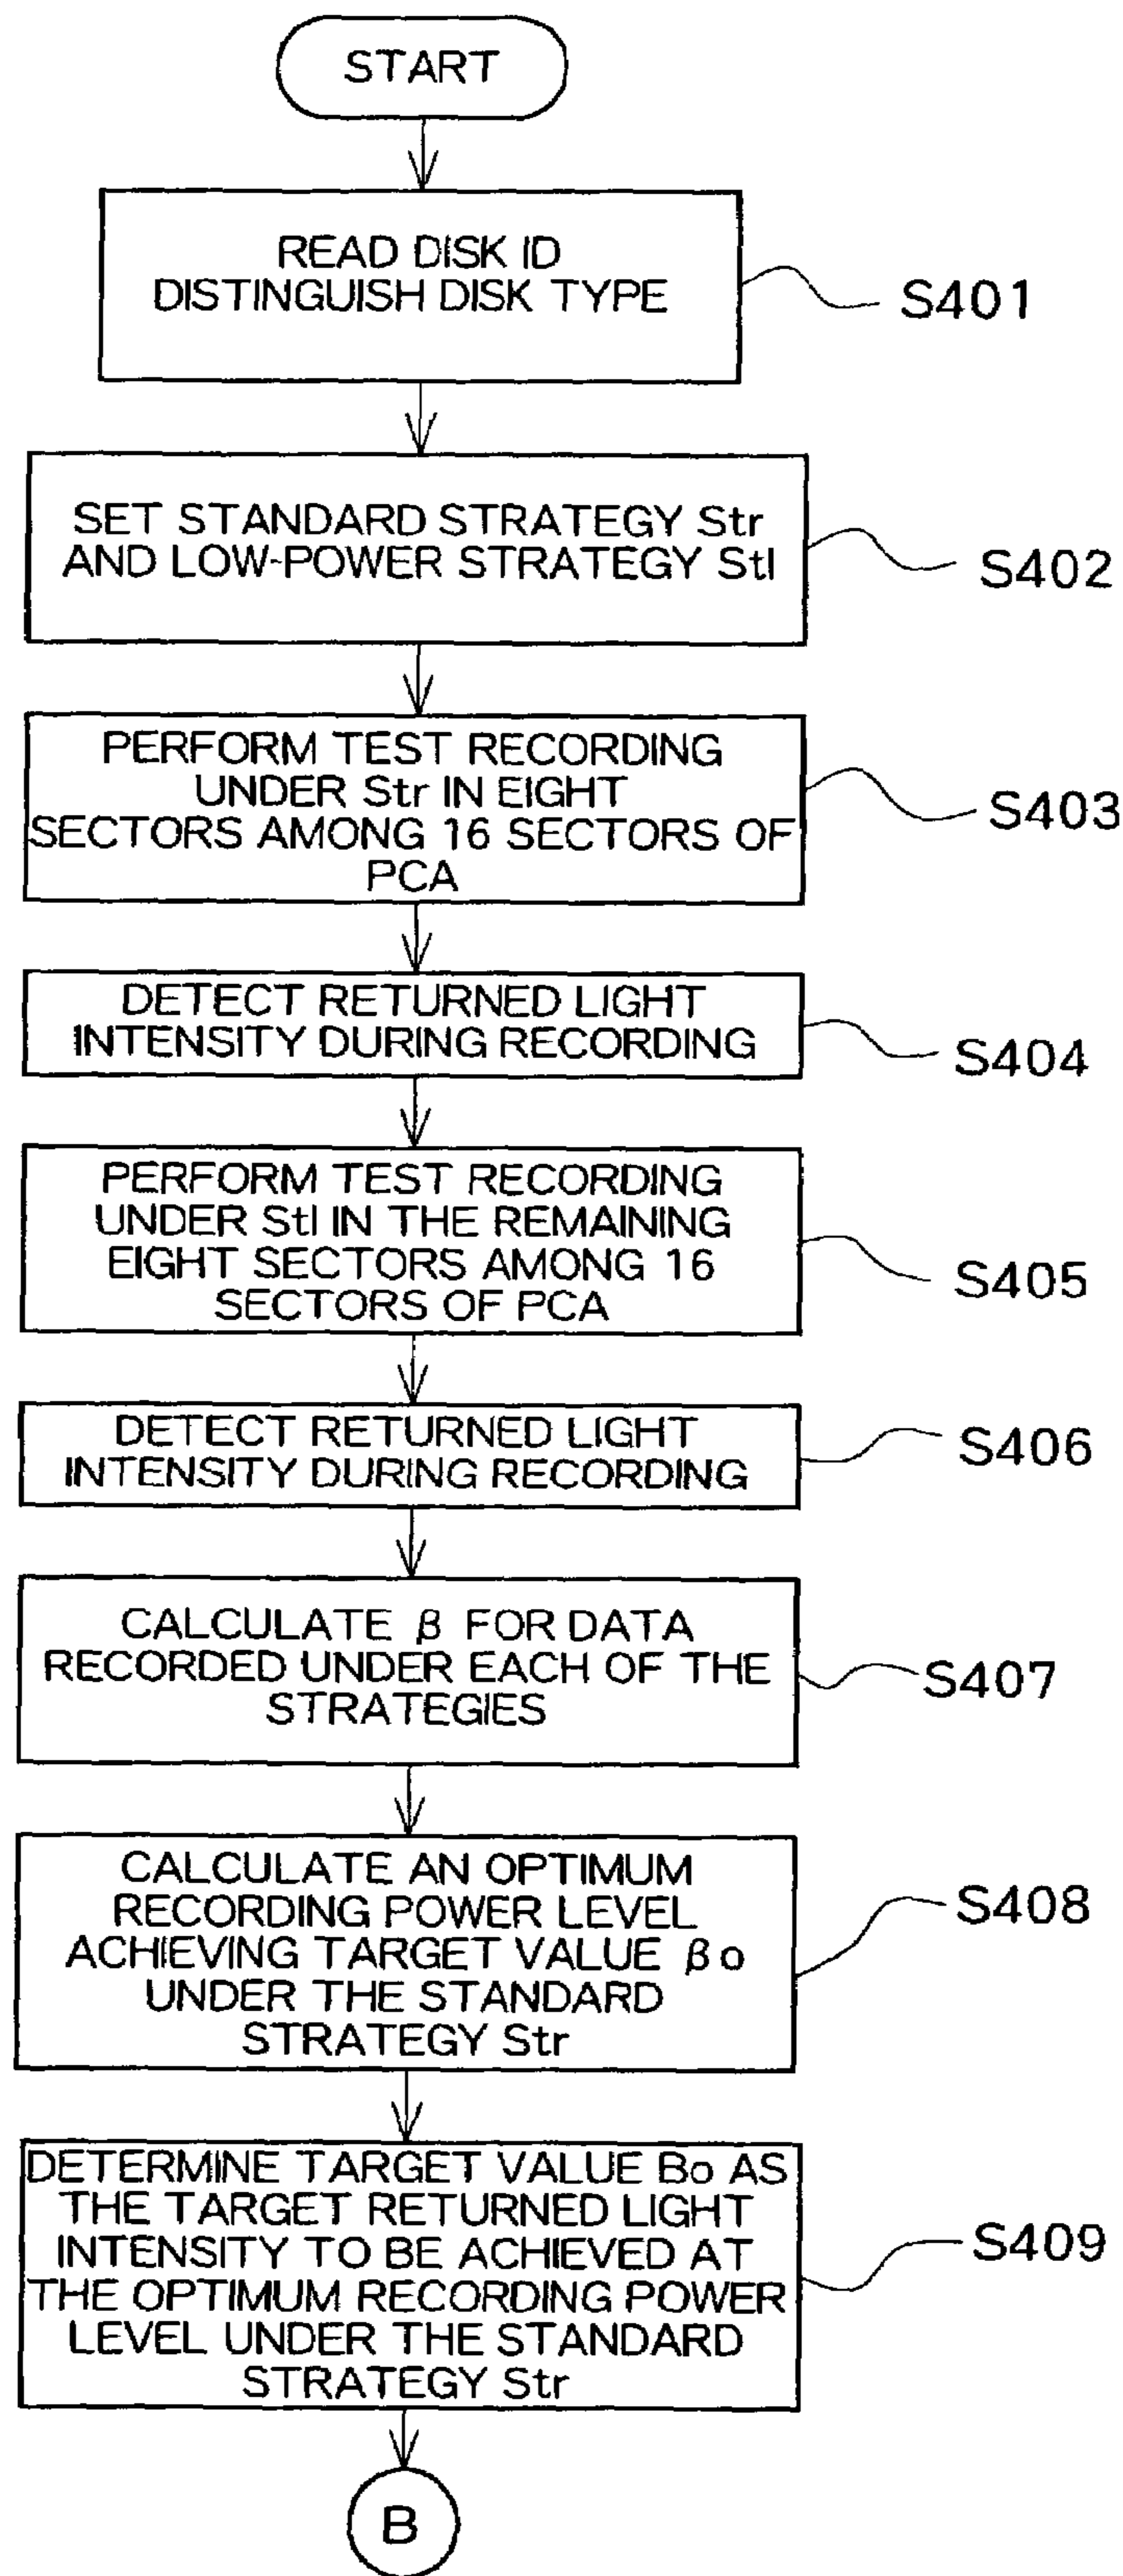 START
READ DISK ID
DISTINGUISH DISK TYPE
S401
SET STANDARD STRATEGY Str
AND LOW-POWER STRATEGY Stl
S402
PERFORM TEST RECORDING
UNDER Str IN EIGHT
SECTORS AMONG 16 SECTORS OF
PCA
S403
DETECT RETURNED LIGHT
INTENSITY DURING RECORDING
S404
PERFORM TEST RECORDING
UNDER Stl IN THE REMAINING
EIGHT SECTORS AMONG 16
SECTORS OF PCA
S405
DETECT RETURNED LIGHT
INTENSITY DURING RECORDING
S406
CALCULATE β FOR DATA
RECORDED UNDER EACH OF THE
STRATEGIES
S407
CALCULATE AN OPTIMUM
RECORDING POWER LEVEL
ACHIEVING TARGET VALUE βo
UNDER THE STANDARD
STRATEGY Str
S408
DETERMINE TARGET VALUE Bo AS
THE TARGET RETURNED LIGHT
INTENSITY TO BE ACHIEVED AT
THE OPTIMUM RECORDING POWER
LEVEL UNDER THE STANDARD
STRATEGY Str
S409
B